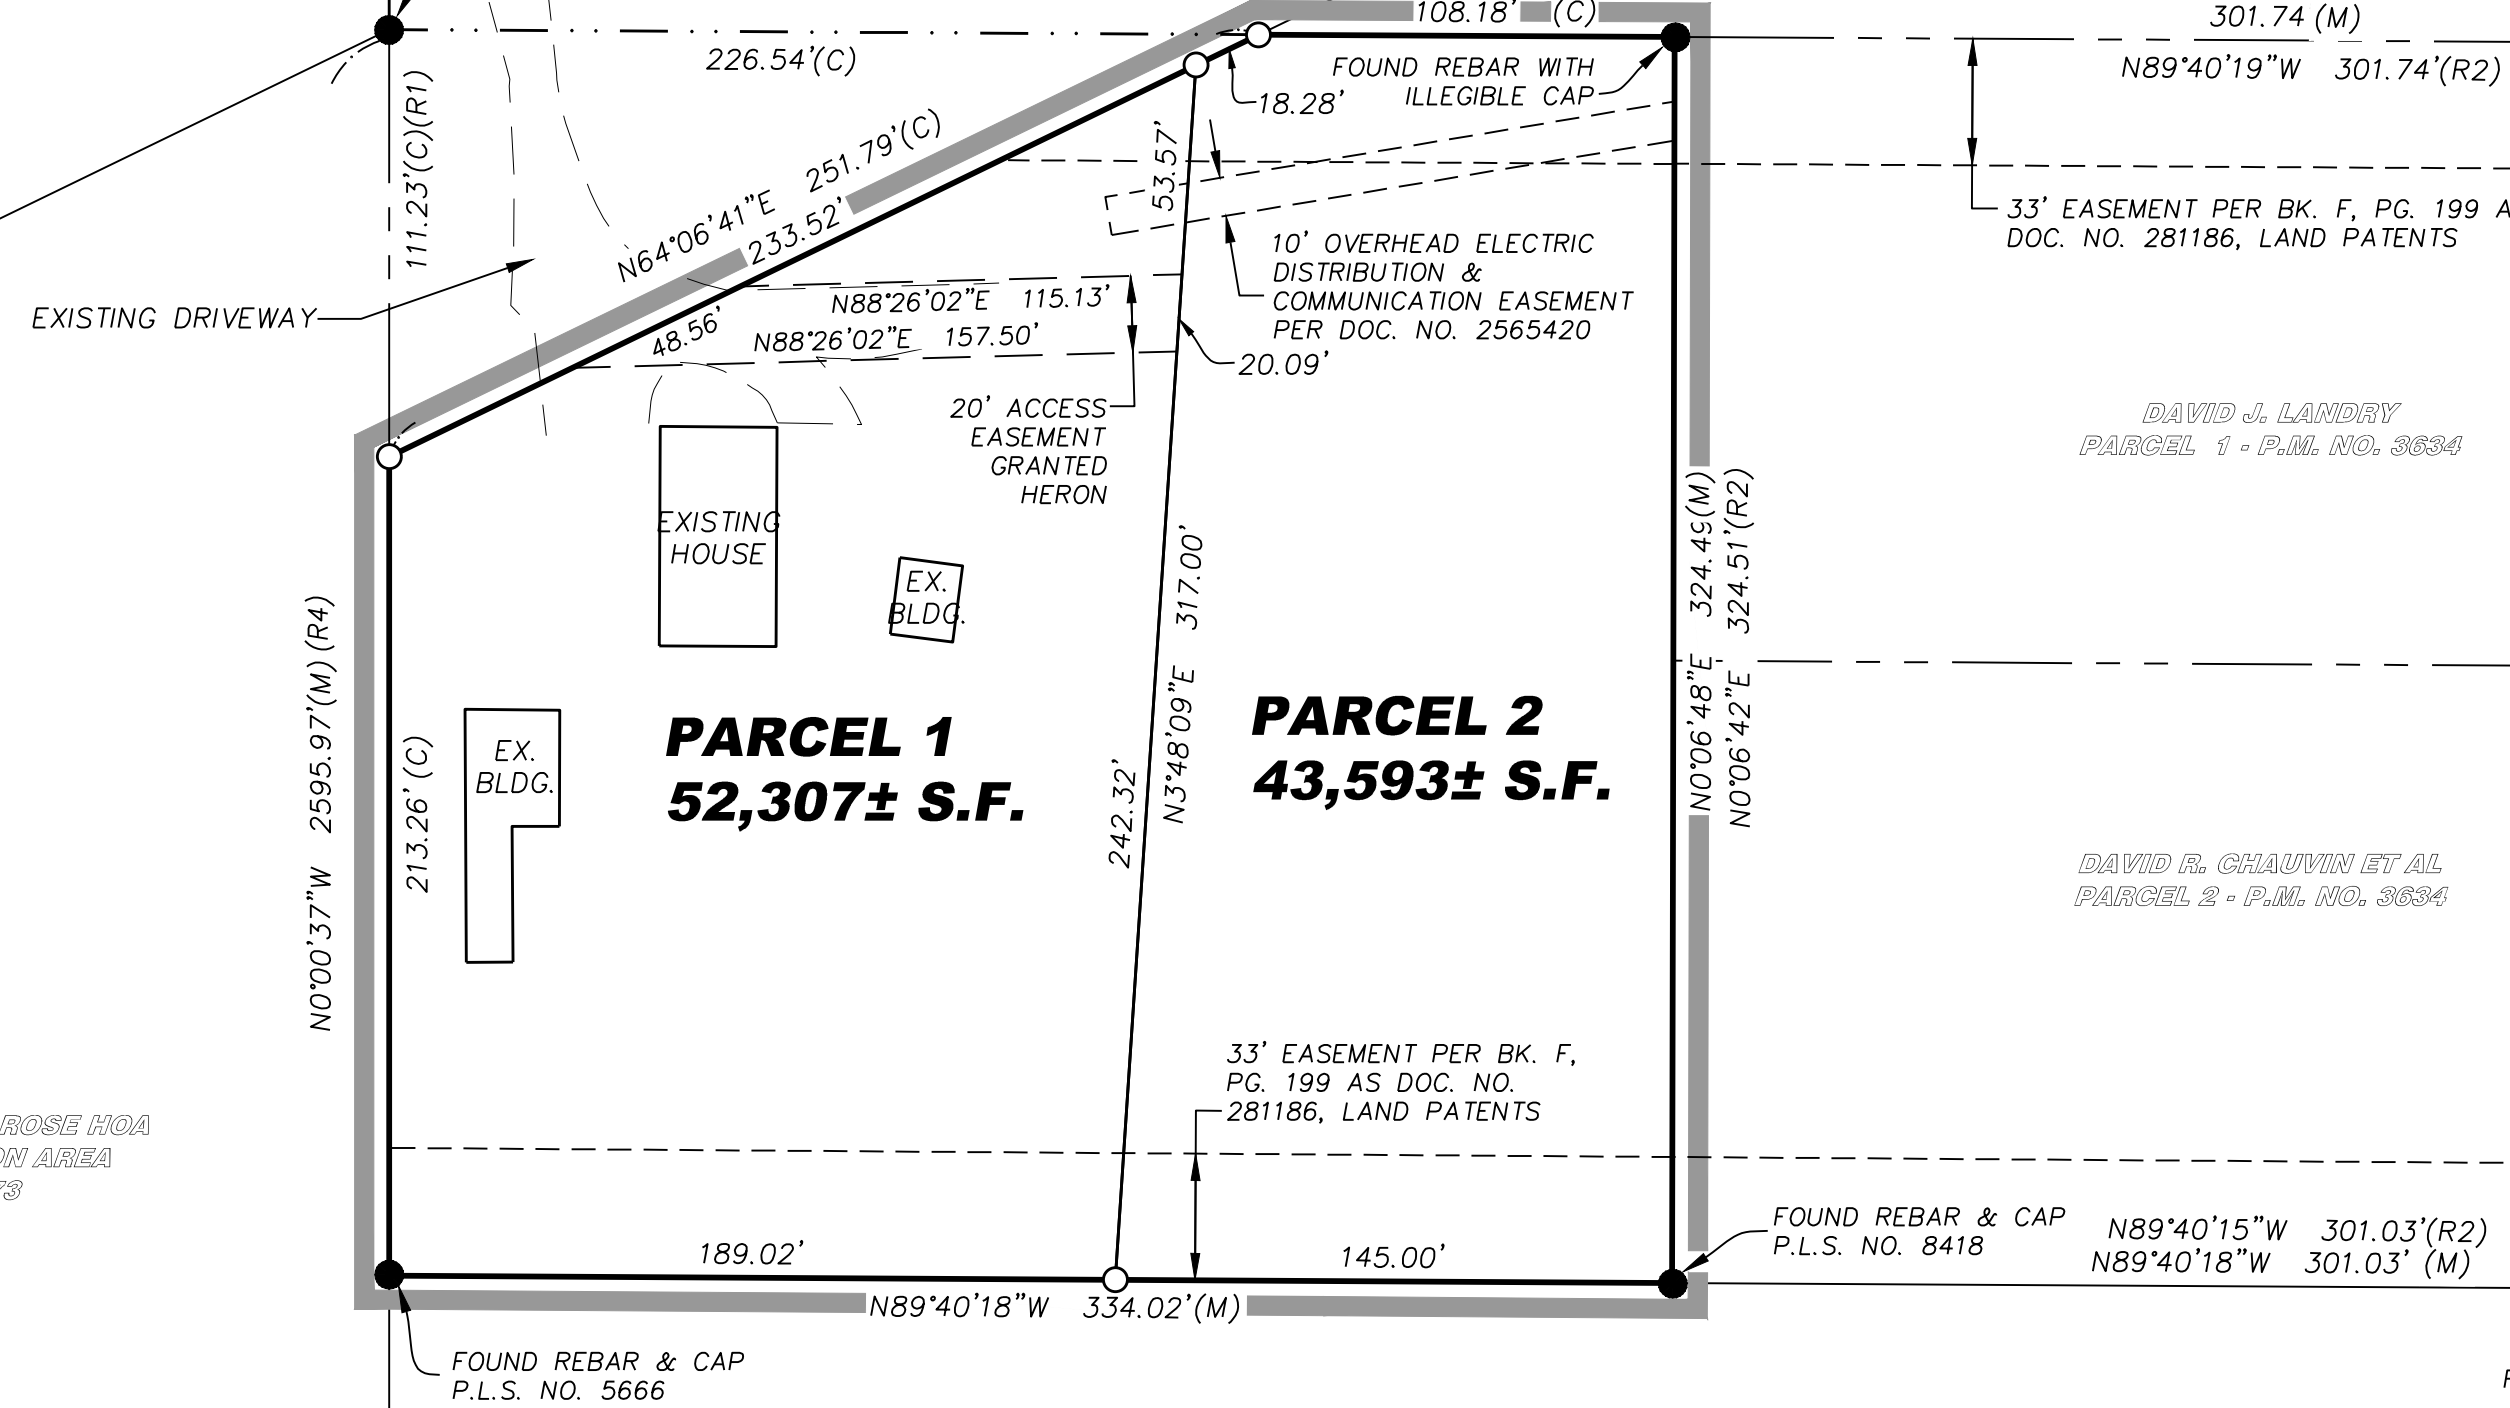 108.18' (C)
301.74 (M)
226.54'(C)
FOUND REBAR WITH
ILLEGIBLE CAP
N89°40'19"W 301.74'(R2)
18.28'
111.23'(C)(R1)
N64°06'41"E 251.79'(C)
233.52'
53.57'
33' EASEMENT PER BK. F, PG. 199 A
DOC. NO. 281186, LAND PATENTS
10' OVERHEAD ELECTRIC
DISTRIBUTION &
COMMUNICATION EASEMENT
PER DOC. NO. 2565420
EXISTING DRIVEWAY
N88°26'02"E 115.13'
48.56'
N88°26'02"E 157.50'
20.09'
20' ACCESS
EASEMENT
GRANTED
HERON
DAVID J. LANDRY
PARCEL 1 - P.M. NO. 3634
EXISTING
HOUSE
EX.
BLDG.
N3°48'09"E 317.00'
242.32'
N0°06'48"E 324.49(M)
N0°06'42"E 324.51'(R2)
N0°00'37"W 2595.97'(M)(R4)
213.26'(C)
EX.
BLDG.
PARCEL 1
52,307± S.F.
PARCEL 2
43,593± S.F.
DAVID R. CHAUVIN ET AL
PARCEL 2 - P.M. NO. 3634
33' EASEMENT PER BK. F,
PG. 199 AS DOC. NO.
281186, LAND PATENTS
ROSE HOA
ON AREA
73
189.02'
145.00'
FOUND REBAR & CAP
P.L.S. NO. 8418
N89°40'15"W 301.03'(R2)
N89°40'18"W 301.03' (M)
N89°40'18"W 334.02'(M)
FOUND REBAR & CAP
P.L.S. NO. 5666